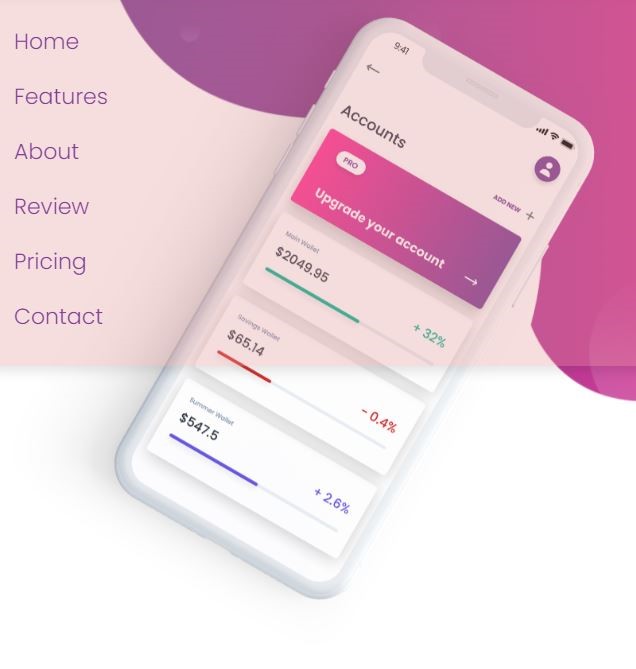 Home
Features
About
Review
Pricing
Contact
9:41
Accounts
ADD NEW +
PRO
Upgrade your account
Main Wallet
$2049.95
+ 32%
Savings Wallet
$65.14
- 0.4%
Summer Wallet
$547.5
+ 2.6%